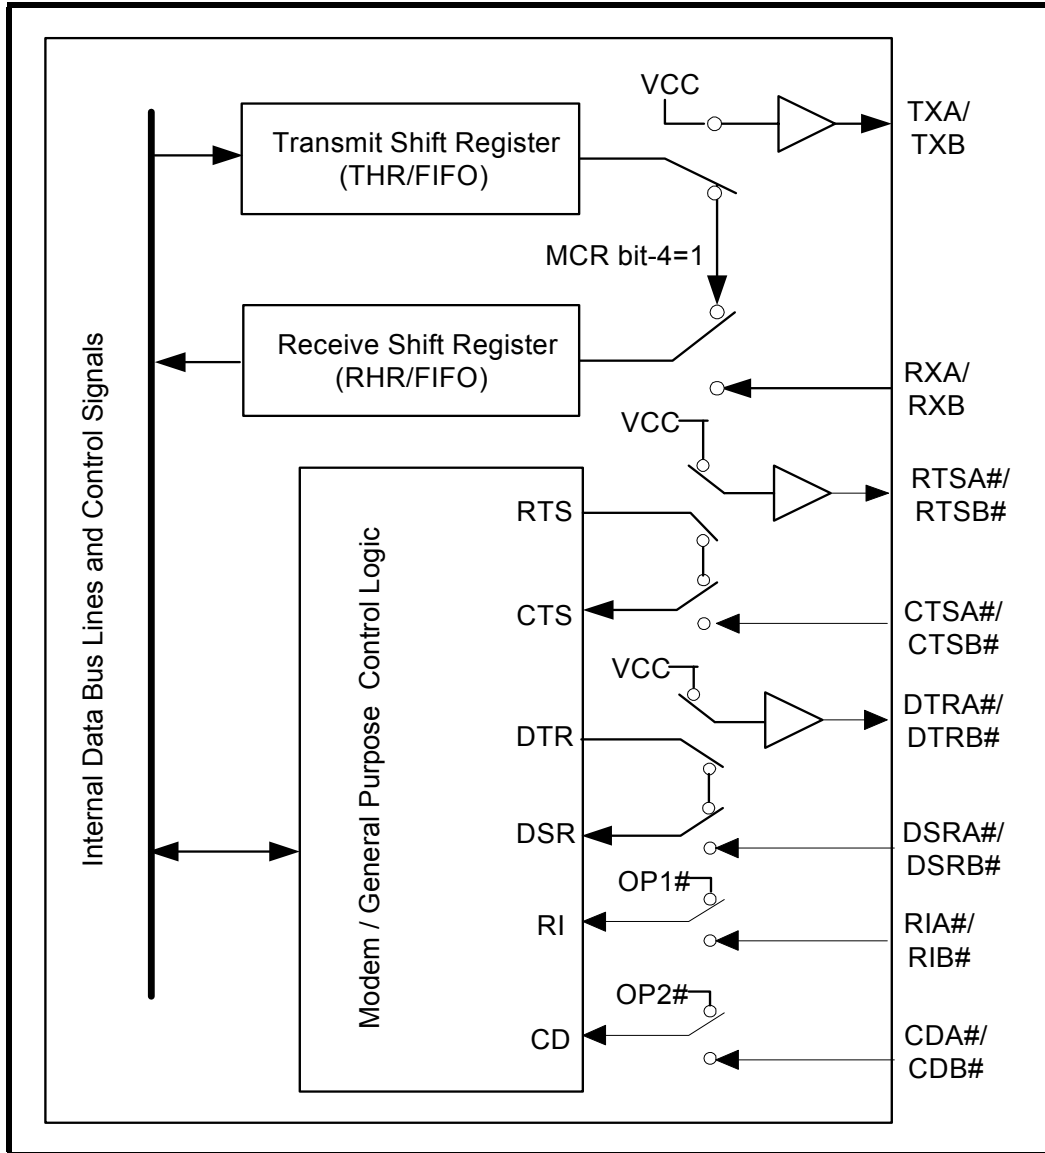 VCC
TXA/
TXB
Transmit Shift Register
(THR/FIFO)
MCR bit-4=1
Receive Shift Register
(RHR/FIFO)
RXA/
RXB
VCC
RTSA#/
RTSB#
RTS
CTS
CTSA#/
CTSB#
VCC
DTRA#/
DTRB#
DTR
DSR
DSRA#/
DSRB#
OP1#
RI
RIA#/
RIB#
OP2#
CD
CDA#/
CDB#
Internal Data Bus Lines and Control Signals
Modem / General Purpose Control Logic